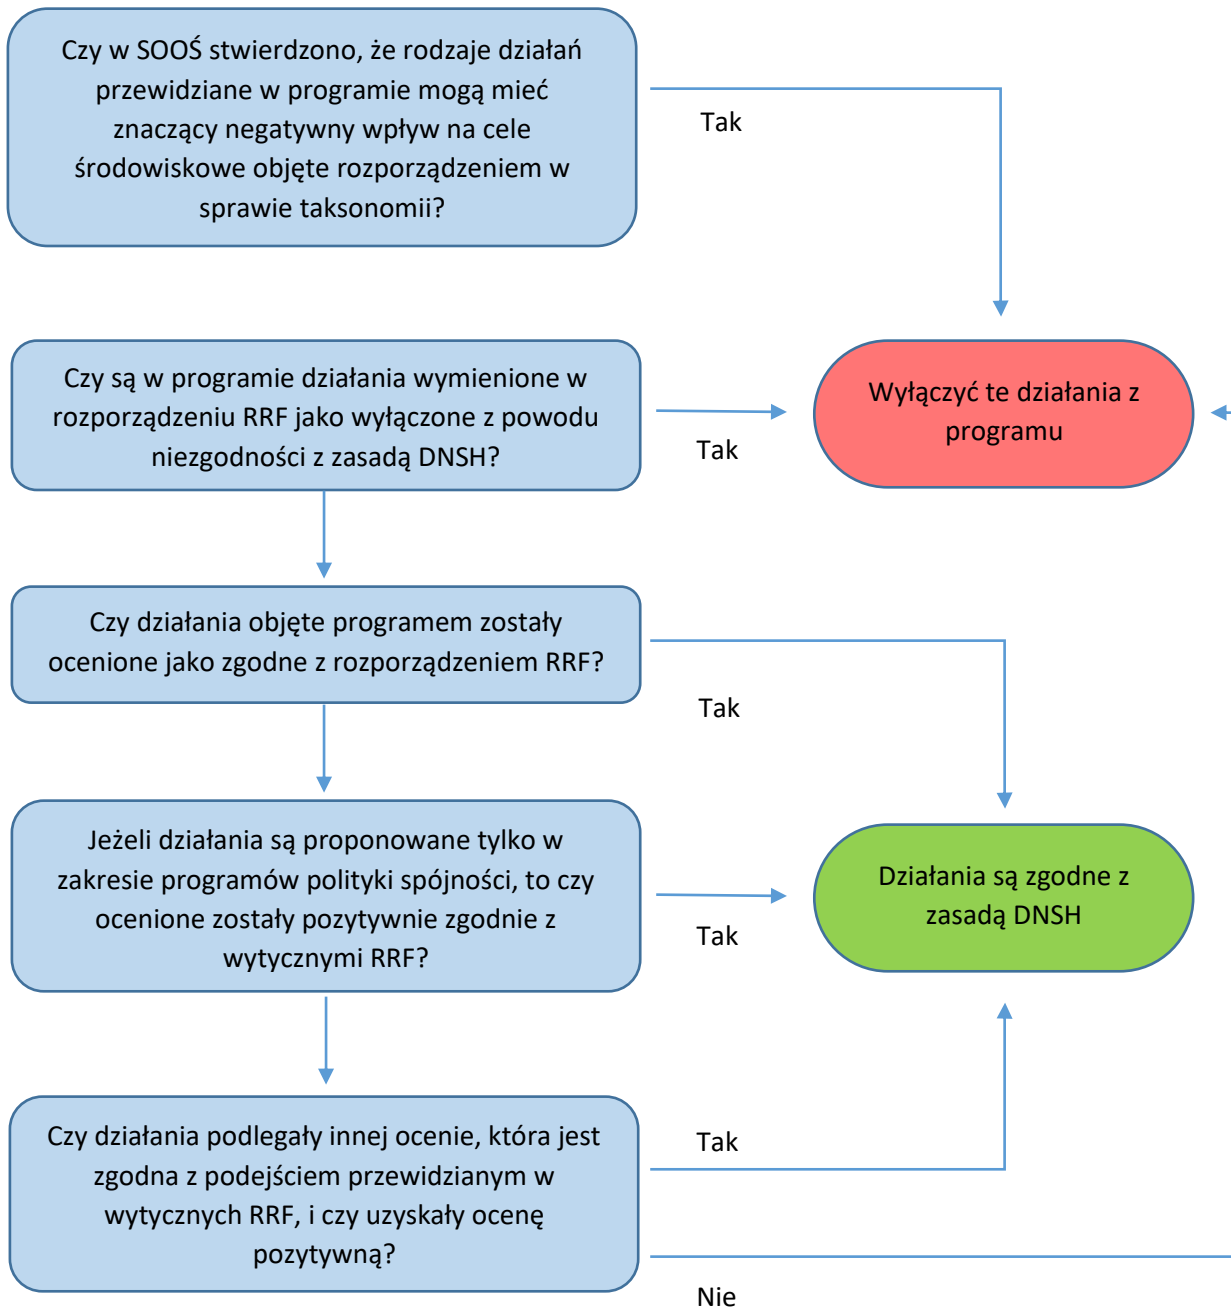 Czy w SOOŚ stwierdzono, że rodzaje działań
przewidziane w programie mogą mieć
znaczący negatywny wpływ na cele
środowiskowe objęte rozporządzeniem w
sprawie taksonomii?
Tak
Czy są w programie działania wymienione w
rozporządzeniu RRF jako wyłączone z powodu
niezgodności z zasadą DNSH?
Tak
Wyłączyć te działania z
programu
Czy działania objęte programem zostały
ocenione jako zgodne z rozporządzeniem RRF?
Tak
Jeżeli działania są proponowane tylko w
zakresie programów polityki spójności, to czy
ocenione zostały pozytywnie zgodnie z
wytycznymi RRF?
Tak
Działania są zgodne z
zasadą DNSH
Czy działania podlegały innej ocenie, która jest
zgodna z podejściem przewidzianym w
wytycznych RRF, i czy uzyskały ocenę
pozytywną?
Tak
Nie